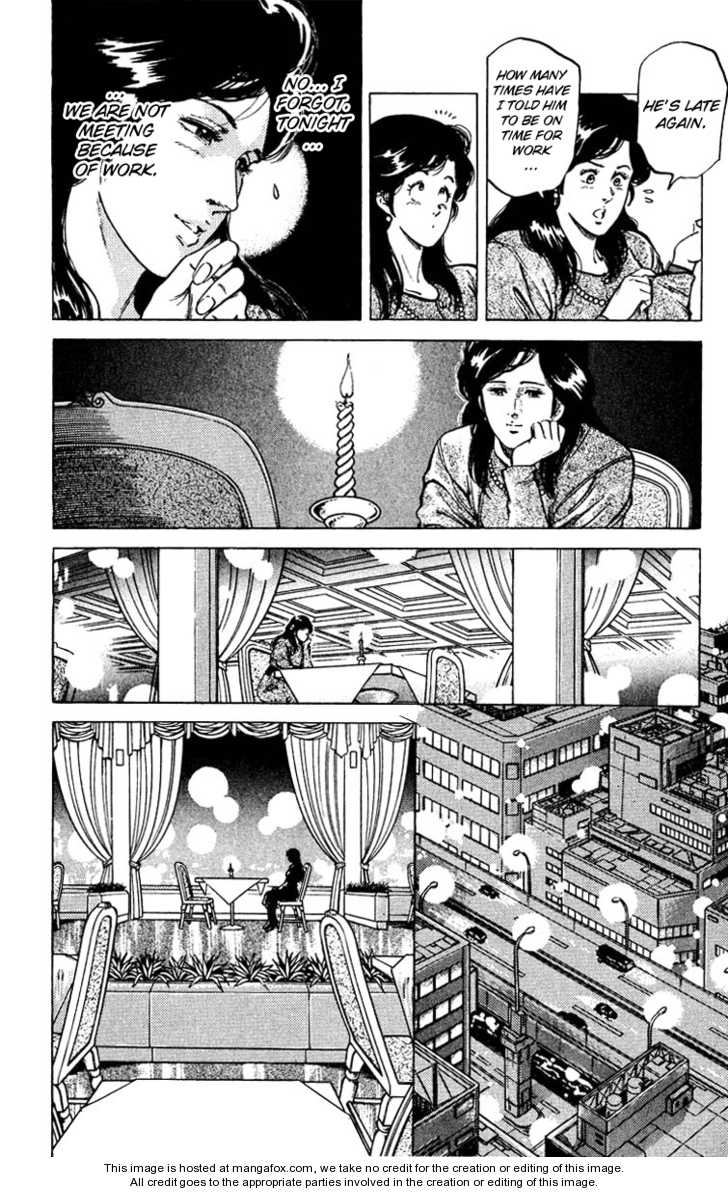 HE'S LATE
AGAIN.
HOW MANY
TIMES HAVE
I TOLD HIM
TO BE ON
TIME FOR
WORK
...
NO... I
FORGOT.
TONIGHT
...
...
WE ARE NOT
MEETING
BECAUSE
OF WORK.
This image is hosted at mangafox.com, we take no credit for the creation or editing of this image.
All credit goes to the appropriate parties involved in the creation or editing of this image.